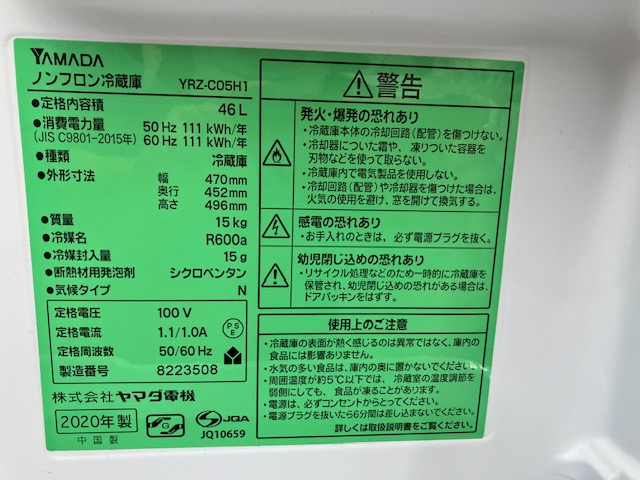 YAMADA
ノンフロン冷蔵庫 YRZ-C05H1
●定格内容積 46 L
●消費電力量 50 Hz 111 kWh/年
(JIS C9801-2015年) 60 Hz 111 kWh/年
●種類 冷蔵庫
●外形寸法 幅 470mm
奥行 452mm
高さ 496mm
●質量 15 kg
●冷媒名 R600a
●冷媒封入量 15 g
●断熱材用発泡剤 シクロペンタン
●気候タイプ N
定格電圧 100 V
定格電流 1.1/1.0A
定格周波数 50/60 Hz
製造番号 8223508
PS
E
株式会社 ヤマダ電機
2020年製
中国製
G
JQA
JQ10659
警告
発火・爆発の恐れあり
・冷蔵庫本体の冷却回路(配管)を傷つけない。
・冷却器についた霜や、凍りついた容器を
刃物などを使って取らない。
・冷蔵庫内で電気製品を使用しない。
・冷却回路(配管)や冷却器を傷つけた場合は、
火気の使用を避け、窓を開けて換気する。
感電の恐れあり
・お手入れのときは、必ず電源プラグを抜く。
幼児閉じ込めの恐れあり
・リサイクル処理などのため一時的に冷蔵庫を
保管され、幼児閉じ込めの恐れがある場合は、
ドアパッキンをはずす。
使用上のご注意
・冷蔵庫の表面が熱く感じるのは異常ではなく、庫内の
食品には影響ありません。
・水気の多い食品は、庫内の奥に置かないでください。
・周囲温度が約5℃以下では、冷蔵室の温度調節を
弱側にしても、食品が凍ることがあります。
・電源は、必ずコンセントからとってください。
・電源プラグを抜いたら6分間は差し込まないでください。
詳しくは取扱説明書をご覧ください。